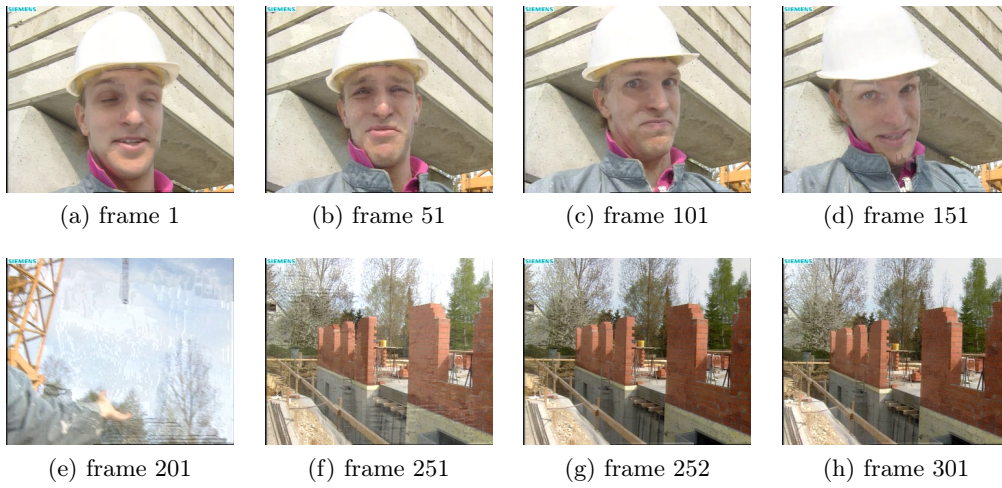 SIEMENS SIEMENS SIEMENS SIEMENS
(a) frame 1 (b) frame 51 (c) frame 101 (d) frame 151
SIEMENS SIEMENS SIEMENS SIEMENS
(e) frame 201 (f) frame 251 (g) frame 252 (h) frame 301